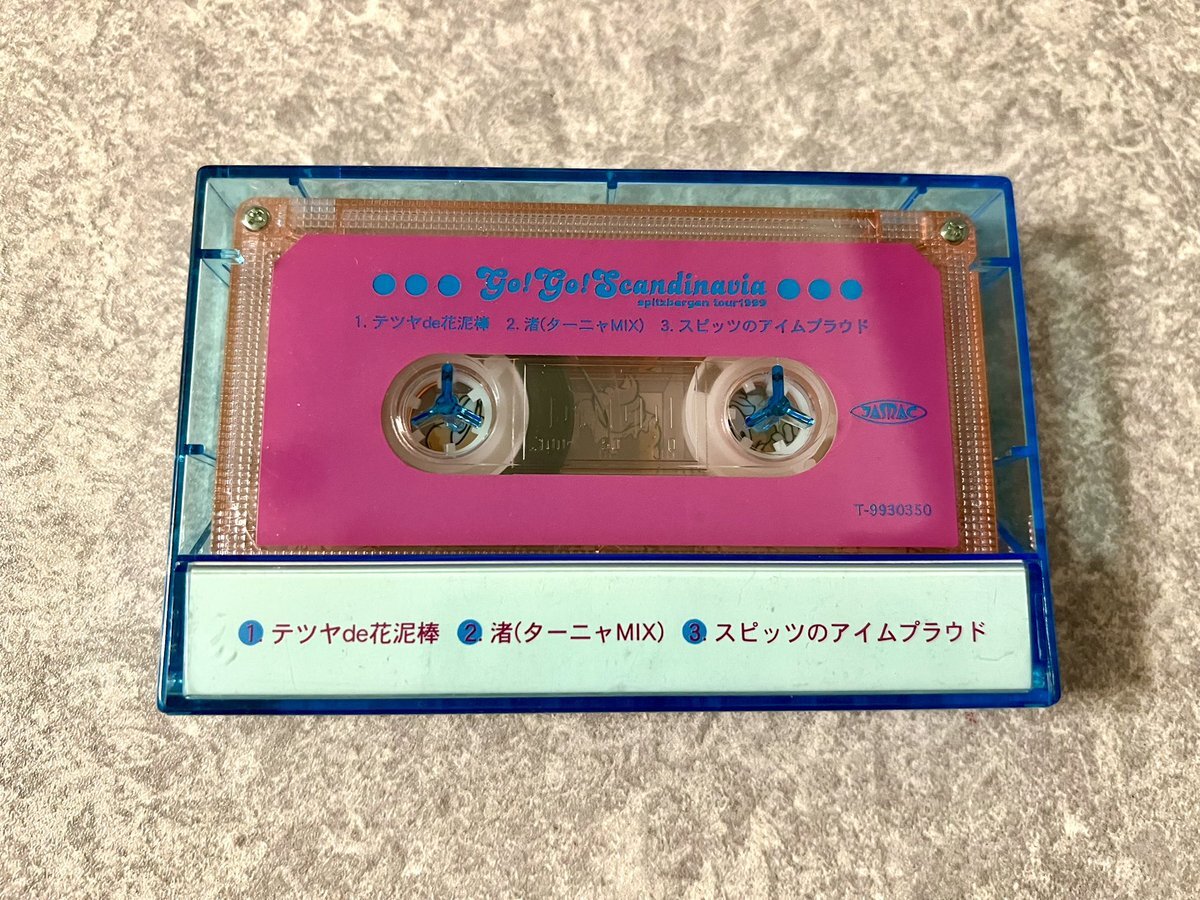 Go!Go!Scandinavia
spitzbergen tour1999
1. テツヤde花泥棒 2. 渚(ターニャMIX) 3. スピッツのアイムプラウド
JASRAC
T-9930350
1. テツヤde花泥棒 2. 渚(ターニャMIX) 3. スピッツのアイムプラウド